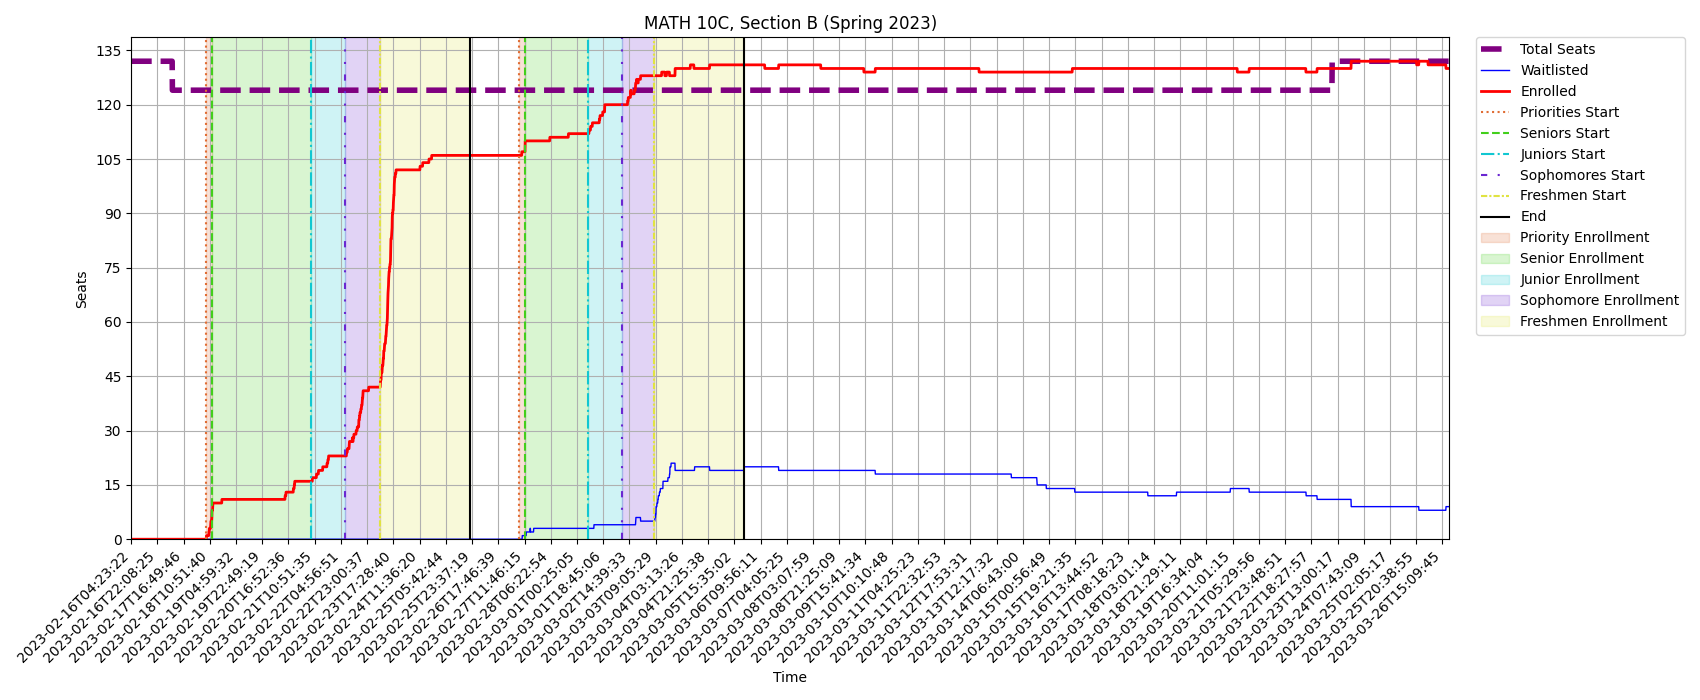 MATH 10C, Section B (Spring 2023)
135
120
105
90
75
60
45
30
15
0
Seats
2023-02-16T04:23:22
2023-02-16T22:08:25
2023-02-17T16:49:46
2023-02-18T10:51:40
2023-02-19T04:59:32
2023-02-19T22:49:19
2023-02-20T16:52:36
2023-02-21T10:51:35
2023-02-22T04:56:51
2023-02-22T23:00:37
2023-02-23T17:28:40
2023-02-24T11:36:20
2023-02-25T05:42:44
2023-02-25T23:37:19
2023-02-26T17:46:39
2023-02-27T11:46:15
2023-02-28T06:22:54
2023-03-01T00:25:05
2023-03-01T18:45:06
2023-03-02T14:39:33
2023-03-03T09:05:29
2023-03-04T03:13:26
2023-03-04T21:25:38
2023-03-05T15:35:02
2023-03-06T09:56:11
2023-03-07T04:05:25
2023-03-08T03:07:59
2023-03-08T21:25:09
2023-03-09T15:41:34
2023-03-10T10:10:48
2023-03-11T04:25:23
2023-03-11T22:32:53
2023-03-12T17:53:31
2023-03-13T12:17:32
2023-03-14T06:43:00
2023-03-15T00:56:49
2023-03-15T19:21:35
2023-03-16T13:44:52
2023-03-17T08:18:23
2023-03-18T03:01:14
2023-03-18T21:29:11
2023-03-19T16:34:04
2023-03-20T11:01:15
2023-03-21T05:29:56
2023-03-21T23:48:51
2023-03-22T18:27:57
2023-03-23T13:00:17
2023-03-24T07:43:09
2023-03-25T02:05:17
2023-03-25T20:38:55
2023-03-26T15:09:45
Time
Total Seats
Waitlisted
Enrolled
Priorities Start
Seniors Start
Juniors Start
Sophomores Start
Freshmen Start
End
Priority Enrollment
Senior Enrollment
Junior Enrollment
Sophomore Enrollment
Freshmen Enrollment